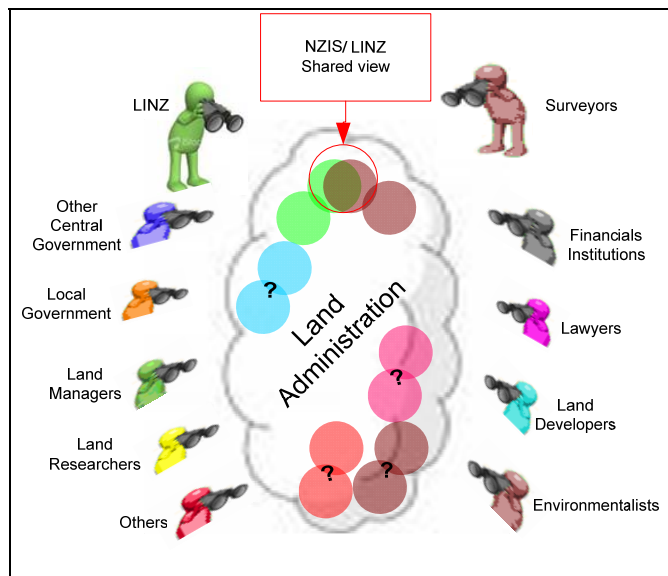 NZIS/ LINZ
Shared view
LINZ
Surveyors
Other
Central
Government
Financials
Institutions
Local
Government
Lawyers
Land
Managers
Land
Developers
Land
Researchers
Others
Environmentalists
Land
Administration
?
?
?
?